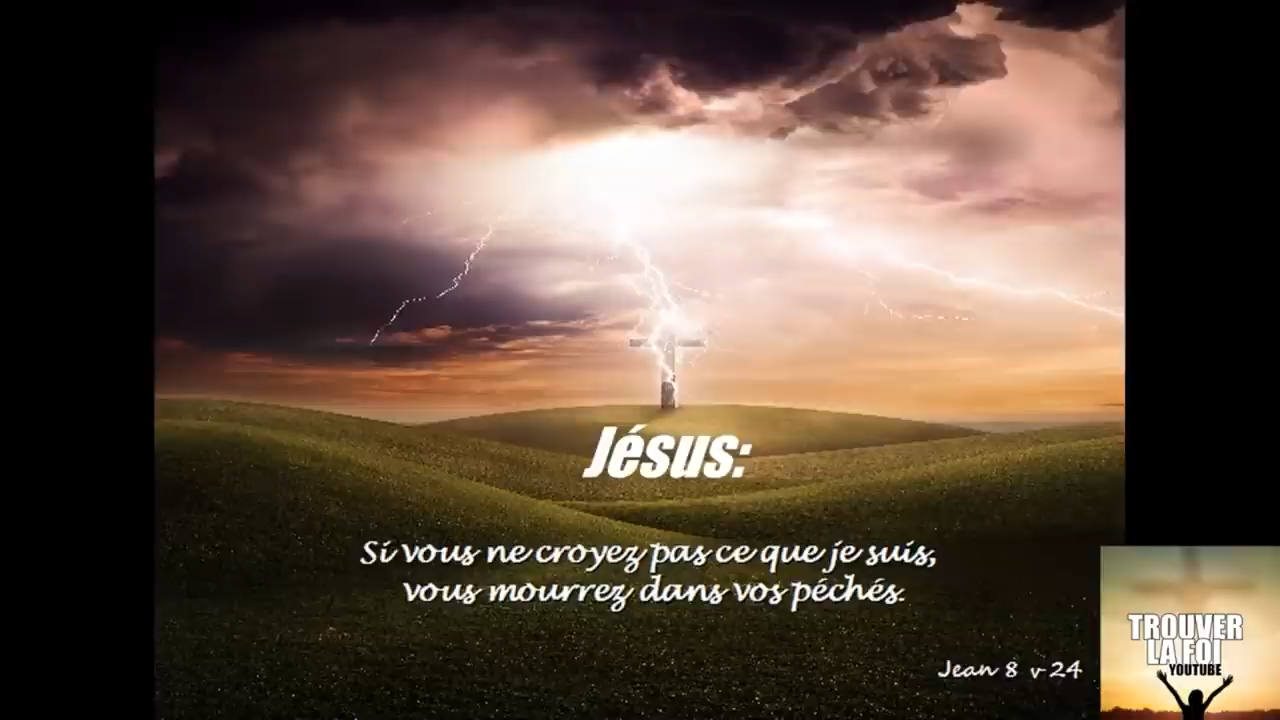 Jésus:
Si vous ne croyez pas ce que je suis,
vous mourrez dans vos péchés.
Jean 8 v 24
TROUVER
LA FOI
YOUTUBE